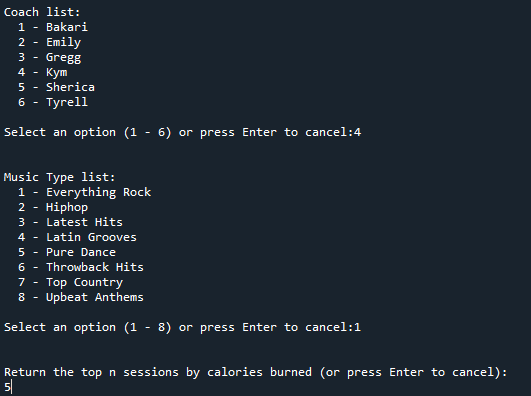 Coach list:
1 - Bakari
2 - Emily
3 - Gregg
4 - Kym
5 - Sherica
6 - Tyrell
Select an option (1 - 6) or press Enter to cancel:4
Music Type list:
1 - Everything Rock
2 - Hiphop
3 - Latest Hits
4 - Latin Grooves
5 - Pure Dance
6 - Throwback Hits
7 - Top Country
8 - Upbeat Anthems
Select an option (1 - 8) or press Enter to cancel:1
Return the top n sessions by calories burned (or press Enter to cancel):
5